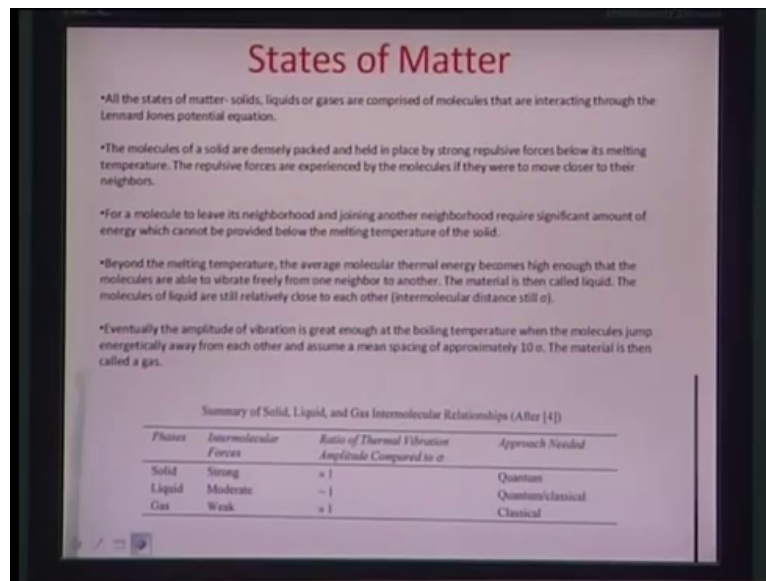 States of Matter
•All the states of matter- solids, liquids or gases are comprised of molecules that are interacting through the
Lennard Jones potential equation.
•The molecules of a solid are densely packed and held in place by strong repulsive forces below its melting
temperature. The repulsive forces are experienced by the molecules if they were to move closer to their
neighbors.
•For a molecule to leave its neighborhood and joining another neighborhood require significant amount of
energy which cannot be provided below the melting temperature of the solid.
•Beyond the melting temperature, the average molecular thermal energy becomes high enough that the
molecules are able to vibrate freely from one neighbor to another. The material is then called liquid. The
molecules of liquid are still relatively close to each other (intermolecular distance still σ).
•Eventually the amplitude of vibration is great enough at the boiling temperature when the molecules jump
energetically away from each other and assume a mean spacing of approximately 10 σ. The material is then
called a gas.
Summary of Solid, Liquid, and Gas Intermolecular Relationships (After [4])
Phases Intermolecular Ratio of Thermal Vibration Approach Needed
Forces Amplitude Compared to σ
Solid Strong 1 Quantum
Liquid Moderate ~1 Quantum/classical
Gas Weak 1 Classical